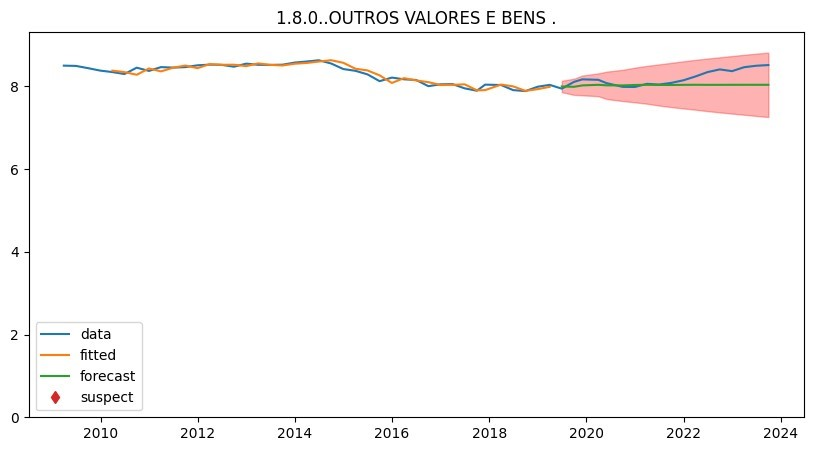 1.8.0..OUTROS VALORES E BENS .
8
6
4
2
0
data
fitted
forecast
suspect
2010 2012 2014 2016 2018 2020 2022 2024